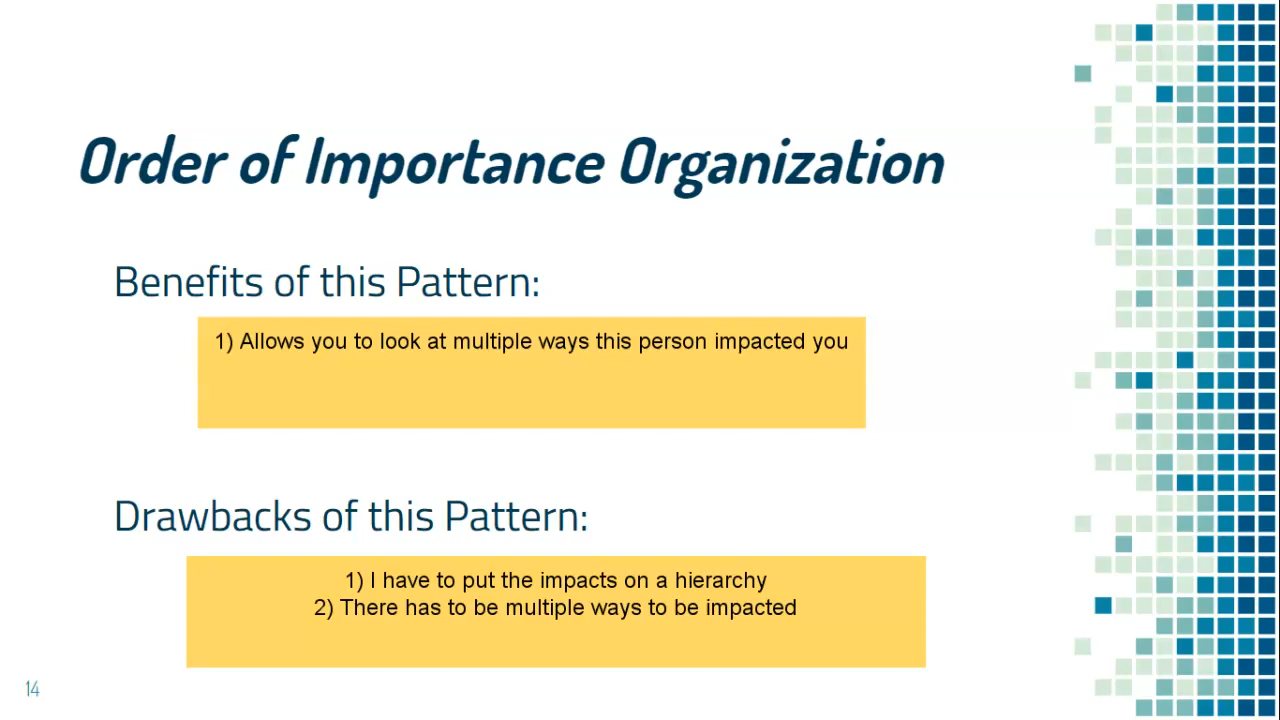 Order of Importance Organization
Benefits of this Pattern:
1) Allows you to look at multiple ways this person impacted you
Drawbacks of this Pattern:
1) I have to put the impacts on a hierarchy
2) There has to be multiple ways to be impacted
14